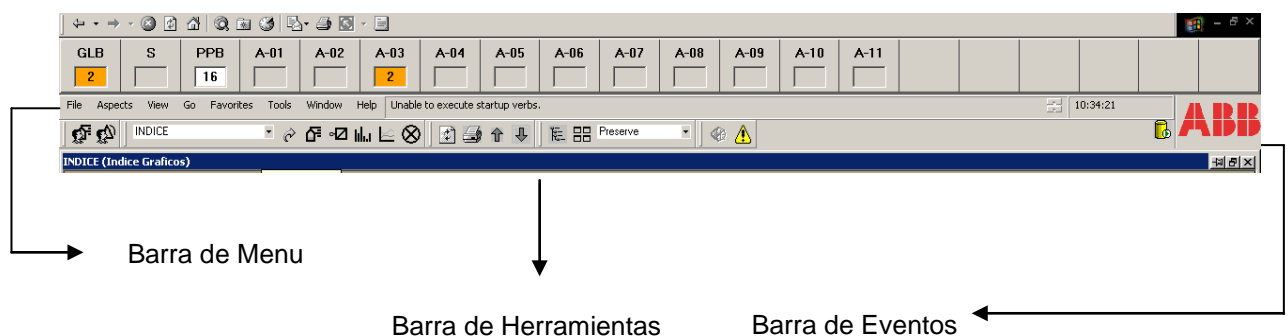 GLB S PPB A-01 A-02 A-03 A-04 A-05 A-06 A-07 A-08 A-09 A-10 A-11
2 16 2
File Aspects View Go Favorites Tools Window Help Unable to execute startup verbs. 10:34:21
ABB
INDICE Preserve
INDICE (Indice Graficos)
Barra de Menu
Barra de Herramientas Barra de Eventos